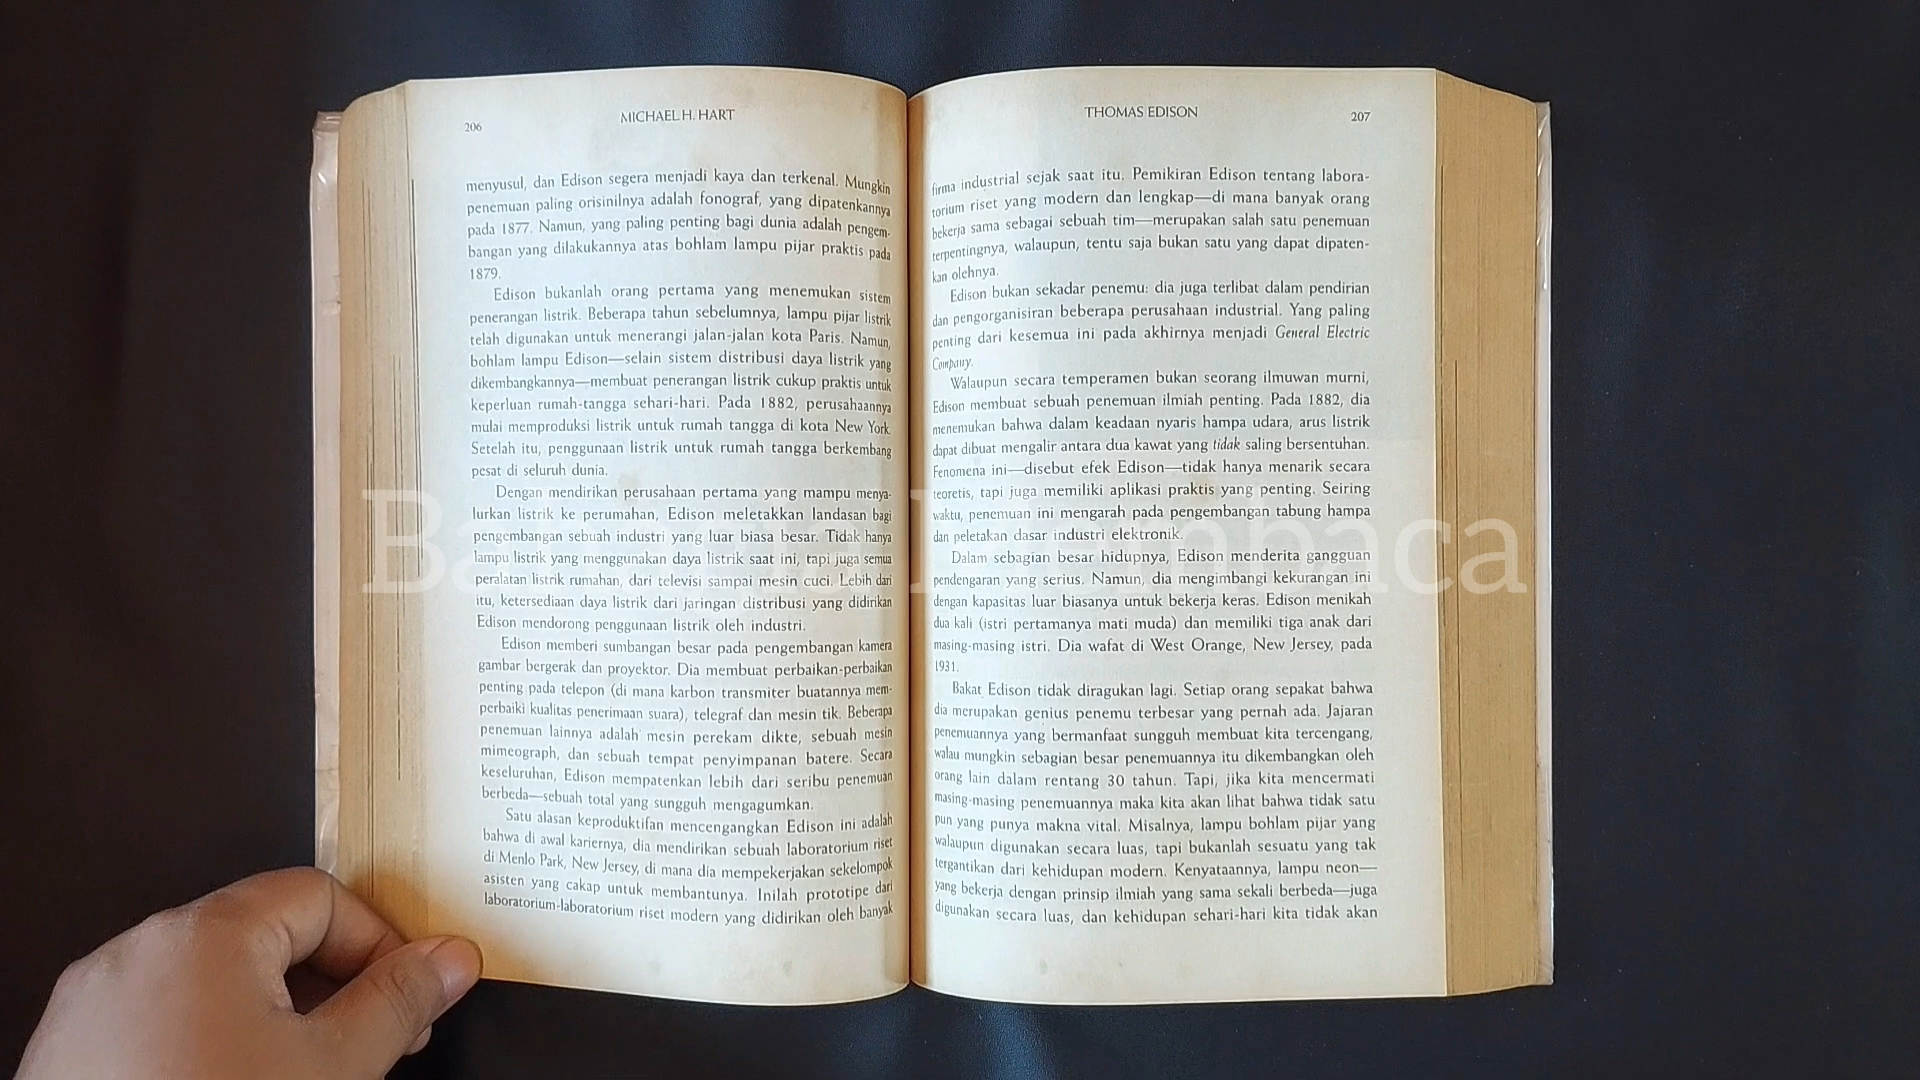 206
MICHAEL H. HART
menyusul, dan Edison segera menjadi kaya dan terkenal. Mungkin
penemuan paling orisinilnya adalah fonograf, yang dipatenkannya
pada 1877. Namun, yang paling penting bagi dunia adalah pengem-
bangan yang dilakukannya atas bohlam lampu pijar praktis pada
1879.
Edison bukanlah orang pertama yang menemukan sistem
penerangan listrik. Beberapa tahun sebelumnya, lampu pijar listrik
telah digunakan untuk menerangi jalan-jalan kota Paris. Namun,
bohlam lampu Edison—selain sistem distribusi daya listrik yang
dikembangkannya—membuat penerangan listrik cukup praktis untuk
keperluan rumah-tangga sehari-hari. Pada 1882, perusahaannya
mulai memproduksi listrik untuk rumah tangga di kota New York.
Setelah itu, penggunaan listrik untuk rumah tangga berkembang
pesat di seluruh dunia.
Dengan mendirikan perusahaan pertama yang mampu menya-
lurkan listrik ke perumahan, Edison meletakkan landasan bagi
pengembangan sebuah industri yang luar biasa besar. Tidak hanya
lampu listrik yang menggunakan daya listrik saat ini, tapi juga semua
peralatan listrik rumahan, dari televisi sampai mesin cuci. Lebih dari
itu, ketersediaan daya listrik dari jaringan distribusi yang didirikan
Edison mendorong penggunaan listrik oleh industri.
Edison memberi sumbangan besar pada pengembangan kamera
gambar bergerak dan proyektor. Dia membuat perbaikan-perbaikan
penting pada telepon (di mana karbon transmiter buatannya mem-
perbaiki kualitas penerimaan suara), telegraf dan mesin tik. Beberapa
penemuan lainnya adalah mesin perekam dikte, sebuah mesin
mimeograph, dan sebuah tempat penyimpanan batere. Secara
keseluruhan, Edison mempatenkan lebih dari seribu penemuan
berbeda—sebuah total yang sungguh mengagumkan.
Satu alasan keproduktifan mencengangkan Edison ini adalah
bahwa di awal kariernya, dia mendirikan sebuah laboratorium riset
di Menlo Park, New Jersey, di mana dia mempekerjakan sekelompok
asisten yang cakap untuk membantunya. Inilah prototipe dari
laboratorium-laboratorium riset modern yang didirikan oleh banyak
THOMAS EDISON
207
firma industrial sejak saat itu. Pemikiran Edison tentang labora-
torium riset yang modern dan lengkap—di mana banyak orang
bekerja sama sebagai sebuah tim—merupakan salah satu penemuan
terpentingnya, walaupun, tentu saja bukan satu yang dapat dipaten-
kan olehnya.
Edison bukan sekadar penemu: dia juga terlibat dalam pendirian
dan pengorganisiran beberapa perusahaan industrial. Yang paling
penting dari kesemua ini pada akhirnya menjadi General Electric
Company.
Walaupun secara temperamen bukan seorang ilmuwan murni,
Edison membuat sebuah penemuan ilmiah penting. Pada 1882, dia
menemukan bahwa dalam keadaan nyaris hampa udara, arus listrik
dapat dibuat mengalir antara dua kawat yang tidak saling bersentuhan.
Fenomena ini—disebut efek Edison—tidak hanya menarik secara
teoretis, tapi juga memiliki aplikasi praktis yang penting. Seiring
waktu, penemuan ini mengarah pada pengembangan tabung hampa
dan peletakan dasar industri elektronik.
Dalam sebagian besar hidupnya, Edison menderita gangguan
pendengaran yang serius. Namun, dia mengimbangi kekurangan ini
dengan kapasitas luar biasanya untuk bekerja keras. Edison menikah
dua kali (istri pertamanya mati muda) dan memiliki tiga anak dari
masing-masing istri. Dia wafat di West Orange, New Jersey, pada
1931.
Bakat Edison tidak diragukan lagi. Setiap orang sepakat bahwa
dia merupakan genius penemu terbesar yang pernah ada. Jajaran
penemuannya yang bermanfaat sungguh membuat kita tercengang,
walau mungkin sebagian besar penemuannya itu dikembangkan oleh
orang lain dalam rentang 30 tahun. Tapi, jika kita mencermati
masing-masing penemuannya maka kita akan lihat bahwa tidak satu
pun yang punya makna vital. Misalnya, lampu bohlam pijar yang
walaupun digunakan secara luas, tapi bukanlah sesuatu yang tak
tergantikan dari kehidupan modern. Kenyataannya, lampu neon—
yang bekerja dengan prinsip ilmiah yang sama sekali berbeda—juga
digunakan secara luas, dan kehidupan sehari-hari kita tidak akan